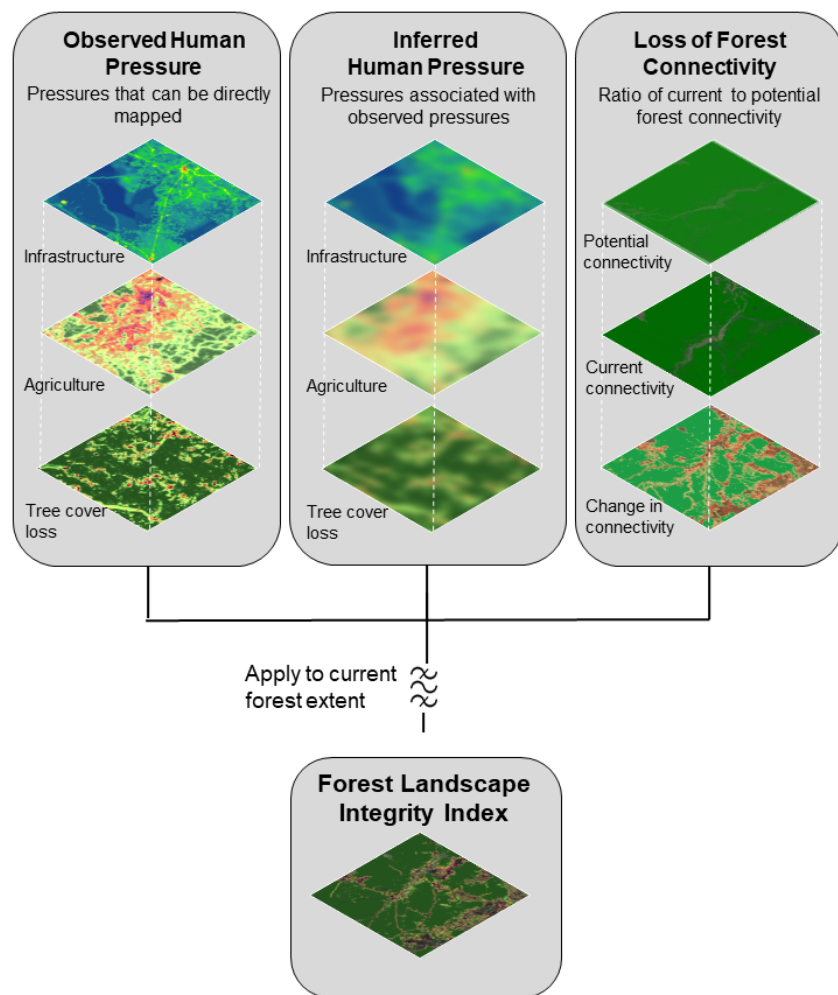 Observed Human
Pressure
Pressures that can be directly
mapped
Infrastructure
Agriculture
Tree cover
loss
Inferred
Human Pressure
Pressures associated with
observed pressures
Infrastructure
Agriculture
Tree cover
loss
Loss of Forest
Connectivity
Ratio of current to potential
forest connectivity
Potential
connectivity
Current
connectivity
Change in
connectivity
Apply to current
forest extent
Forest Landscape
Integrity Index